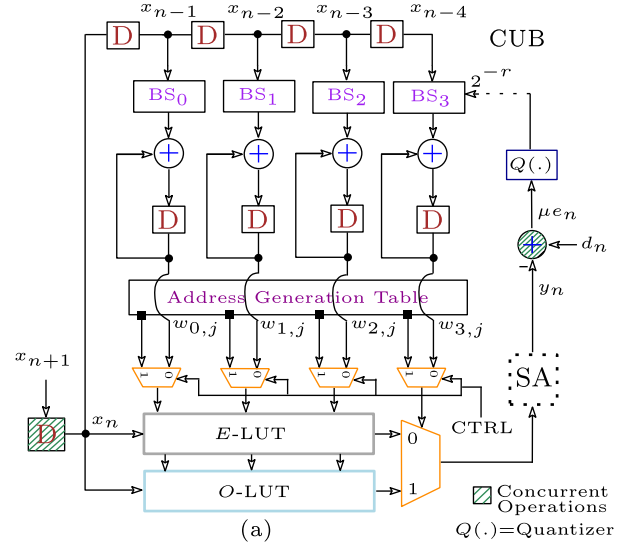 x_{n-1} x_{n-2} x_{n-3} x_{n-4}
D D D D CUB
BS_0 BS_1 BS_2 BS_3 2^{-r}
+ + + + Q(.)
D D D D μe_n
+ d_n
-
Address Generation Table y_n
w_{0,j} w_{1,j} w_{2,j} w_{3,j}
1 0 1 0 1 0 1 0
x_{n+1} SA
x_n CTRL
D E-LUT 0
O-LUT 1
Concurrent
Operations
(a) Q(.)=Quantizer